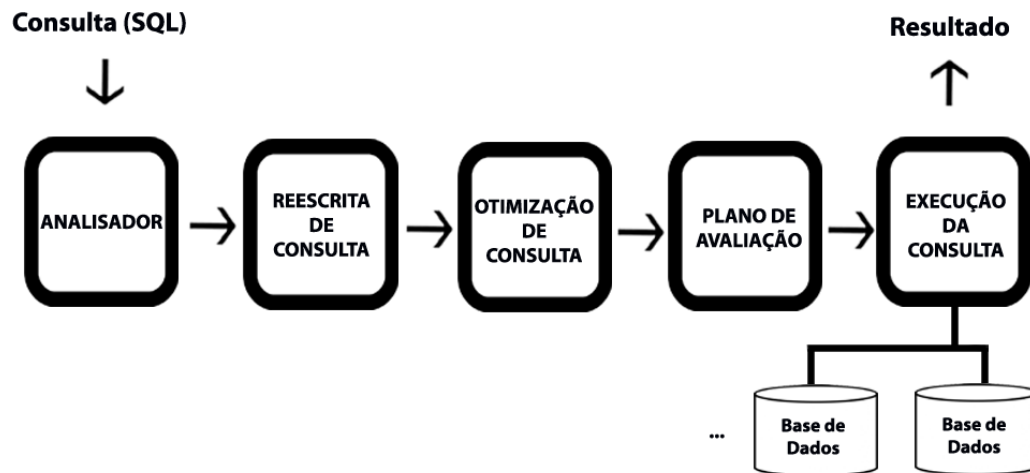 Consulta (SQL)
Resultado
ANALISADOR
REESCRITA
DE
CONSULTA
OTIMIZAÇÃO
DE
CONSULTA
PLANO DE
AVALIAÇÃO
EXECUÇÃO
DA
CONSULTA
...
Base de
Dados
Base de
Dados